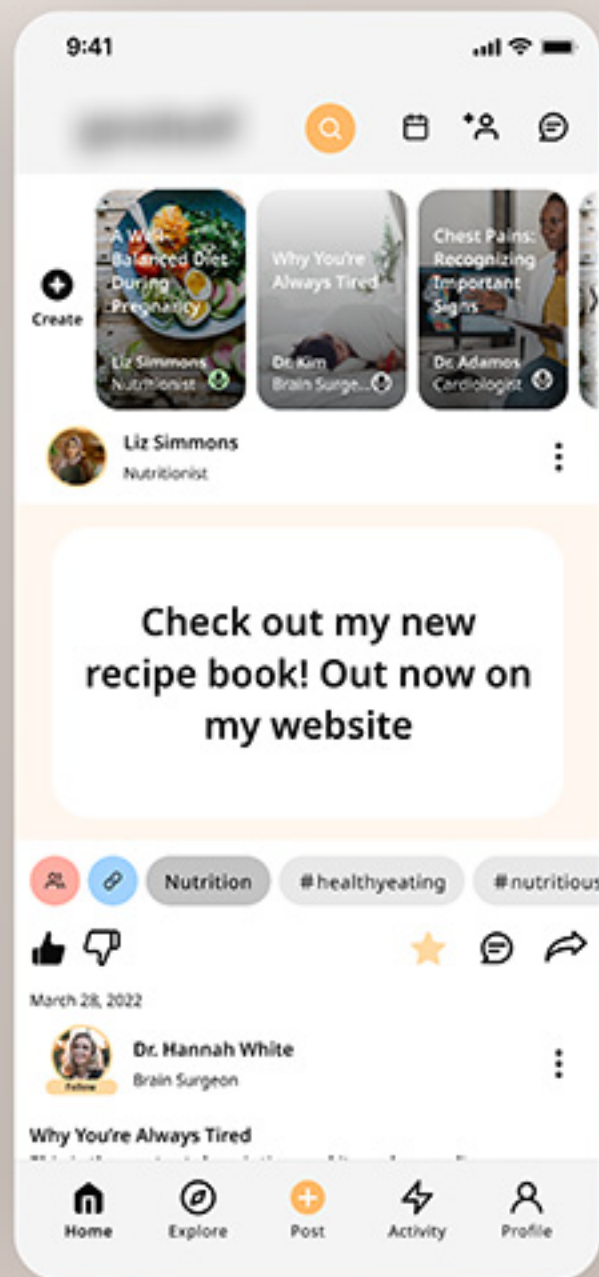 9:41
Create
A Well-
Balanced Diet
During
Pregnancy
Liz Simmons
Nutritionist
Why You're
Always Tired
Dr. Kim
Brain Surge...
Chest Pains:
Recognizing
Important
Signs
Dr. Adamos
Cardiologist
Liz Simmons
Nutritionist
Check out my new
recipe book! Out now on
my website
Nutrition
#healthyeating
#nutritious
March 28, 2022
Follow
Dr. Hannah White
Brain Surgeon
Why You're Always Tired
Home
Explore
Post
Activity
Profile